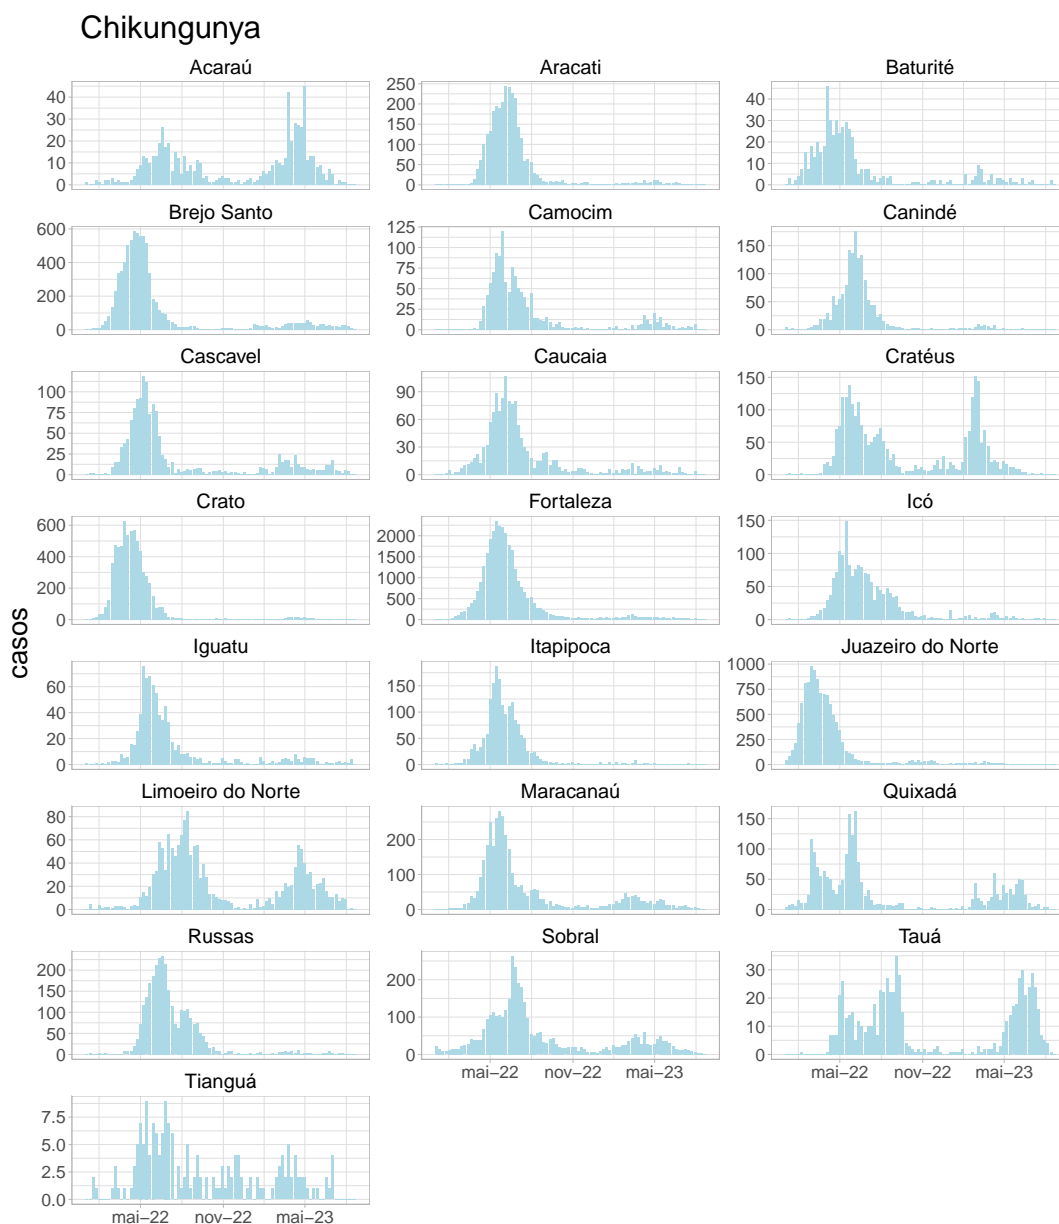 Chikungunya
Acaraú Aracati Baturité
40 30 20 10 0
250 200 150 100 50 0
40 30 20 10 0
Brejo Santo Camocim Canindé
600 400 200 0
125 100 75 50 25 0
150 100 50 0
Cascavel Caucaia Cratéus
100 75 50 25 0
90 60 30 0
150 100 50 0
Crato Fortaleza Icó
600 400 200 0
2000 1500 1000 500 0
150 100 50 0
casos
Iguatu Itapipoca Juazeiro do Norte
60 40 20 0
150 100 50 0
1000 750 500 250 0
Limoeiro do Norte Maracanaú Quixadá
80 60 40 20 0
200 100 0
150 100 50 0
Russas Sobral Tauá
200 150 100 50 0
200 100 0
30 20 10 0
mai−22 nov−22 mai−23 mai−22 nov−22 mai−23
Tianguá
7.5 5.0 2.5 0.0
mai−22 nov−22 mai−23